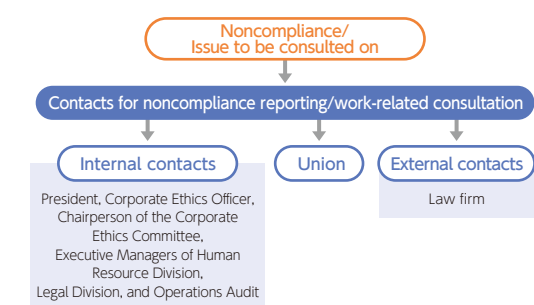 Noncompliance/
Issue to be consulted on
Contacts for noncompliance reporting/work-related consultation
Internal contacts
President, Corporate Ethics Officer,
Chairperson of the Corporate
Ethics Committee,
Executive Managers of Human
Resource Division,
Legal Division, and Operations Audit
Union
External contacts
Law firm